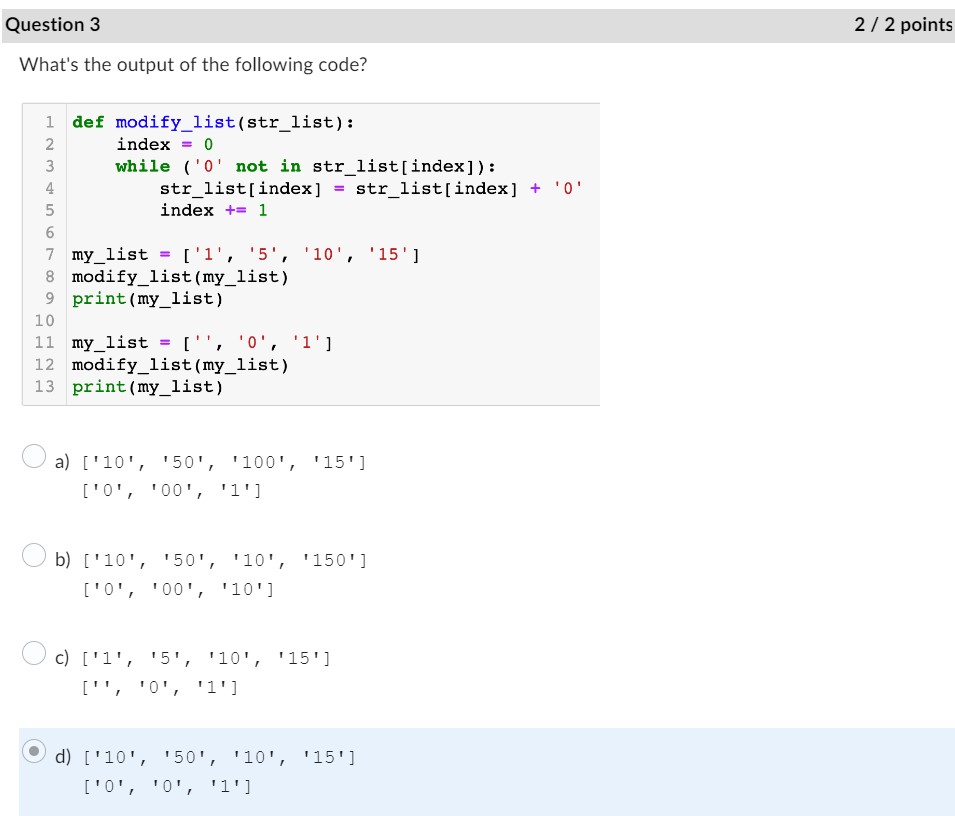 Question 3 2 / 2 points
What's the output of the following code?
1 def modify_list(str_list):
2     index = 0
3     while ('0' not in str_list[index]):
4         str_list[index] = str_list[index] + '0'
5         index += 1
6
7 my_list = ['1', '5', '10', '15']
8 modify_list(my_list)
9 print(my_list)
10
11 my_list = ['', '0', '1']
12 modify_list(my_list)
13 print(my_list)
a) ['10', '50', '100', '15']
['0', '00', '1']
b) ['10', '50', '10', '150']
['0', '00', '10']
c) ['1', '5', '10', '15']
['', '0', '1']
d) ['10', '50', '10', '15']
['0', '0', '1']